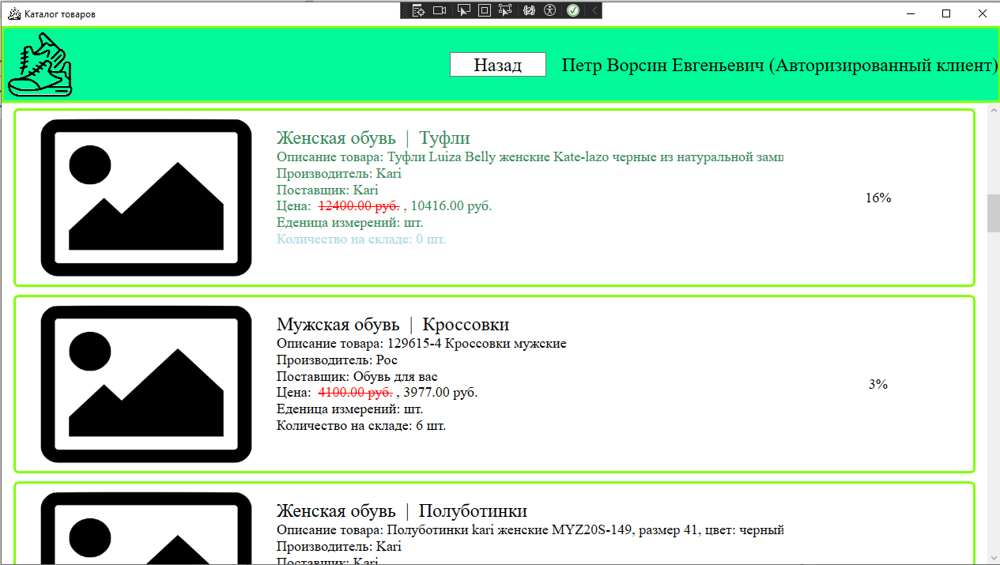 Каталог товаров
Назад
Петр Ворсин Евгеньевич (Авторизированный клиент)
Женская обувь | Туфли
Описание товара: Туфли Luiza Belly женские Kate-lazo черные из натуральной
Производитель: Kari
Поставщик: Kari
Цена: 12400.00 руб. , 10416.00 руб.
Еденица измерений: шт.
Количество на складе: 0 шт.
16%
Мужская обувь | Кроссовки
Описание товара: 129615-4 Кроссовки мужские
Производитель: Рос
Поставщик: Обувь для вас
Цена: 4100.00 руб. , 3977.00 руб.
Еденица измерений: шт.
Количество на складе: 6 шт.
3%
Женская обувь | Полуботинки
Описание товара: Полуботинки kari женские MYZ20S-149, размер 41, цвет: черный
Производитель: Kari
Поставщик: Kari